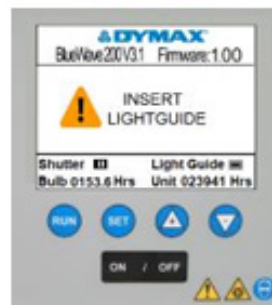 DYMAX
BlueWave 200 V3.1 Firmware: 1.00
INSERT
LIGHTGUIDE
Shutter Light Guide
Bulb 0153.6 Hrs Unit 023941 Hrs
RUN SET
ON / OFF